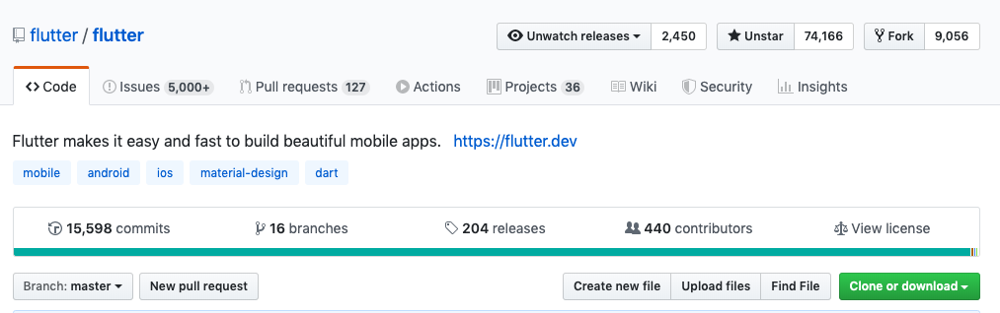 flutter / flutter
Unwatch releases 2,450 Unstar 74,166 Fork 9,056
Code Issues 5,000+ Pull requests 127 Actions Projects 36 Wiki Security Insights
Flutter makes it easy and fast to build beautiful mobile apps. https://flutter.dev
mobile android ios material-design dart
15,598 commits 16 branches 204 releases 440 contributors View license
Branch: master New pull request Create new file Upload files Find File Clone or download